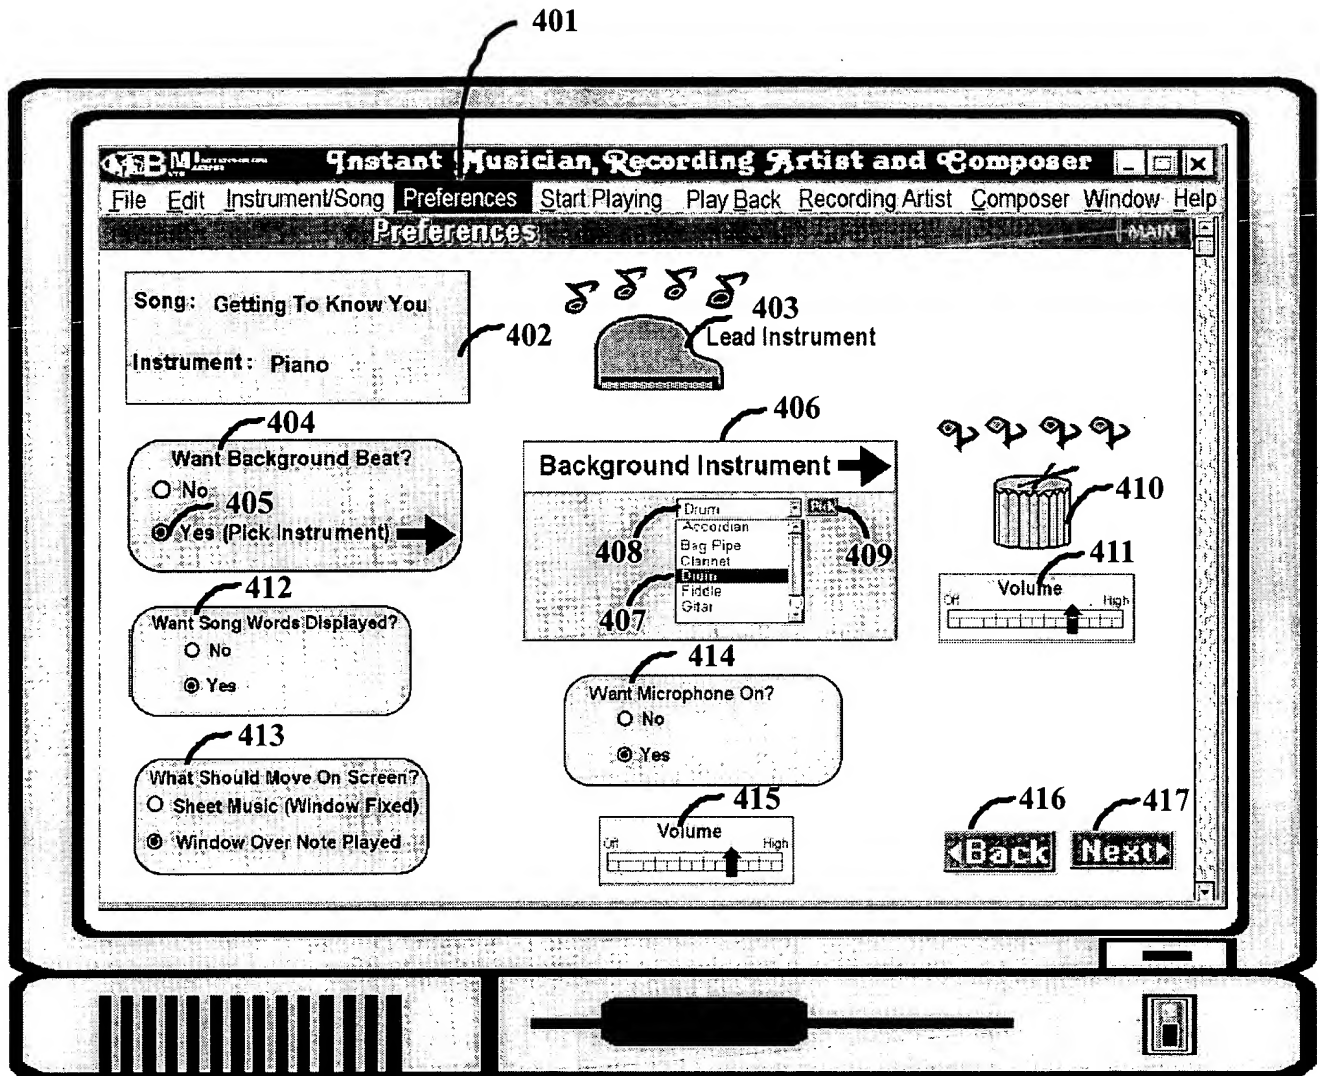 401
Instant Musician, Recording Artist and Composer
File Edit Instrument/Song Preferences Start Playing Play Back Recording Artist Composer Window Help
Preferences
MAIN
Song: Getting To Know You
402
Instrument: Piano
403
Lead Instrument
404
Want Background Beat?
No
405
Yes (Pick Instrument)
406
Background Instrument
Drum
Pick
408
409
Accordian
Bag Pipe
Clarinet
Drum
Fiddle
Gitar
407
410
411
Volume
Off High
412
Want Song Words Displayed?
No
Yes
414
Want Microphone On?
No
Yes
413
What Should Move On Screen?
Sheet Music (Window Fixed)
Window Over Note Played
415
Volume
Off High
416
417
Back
Next